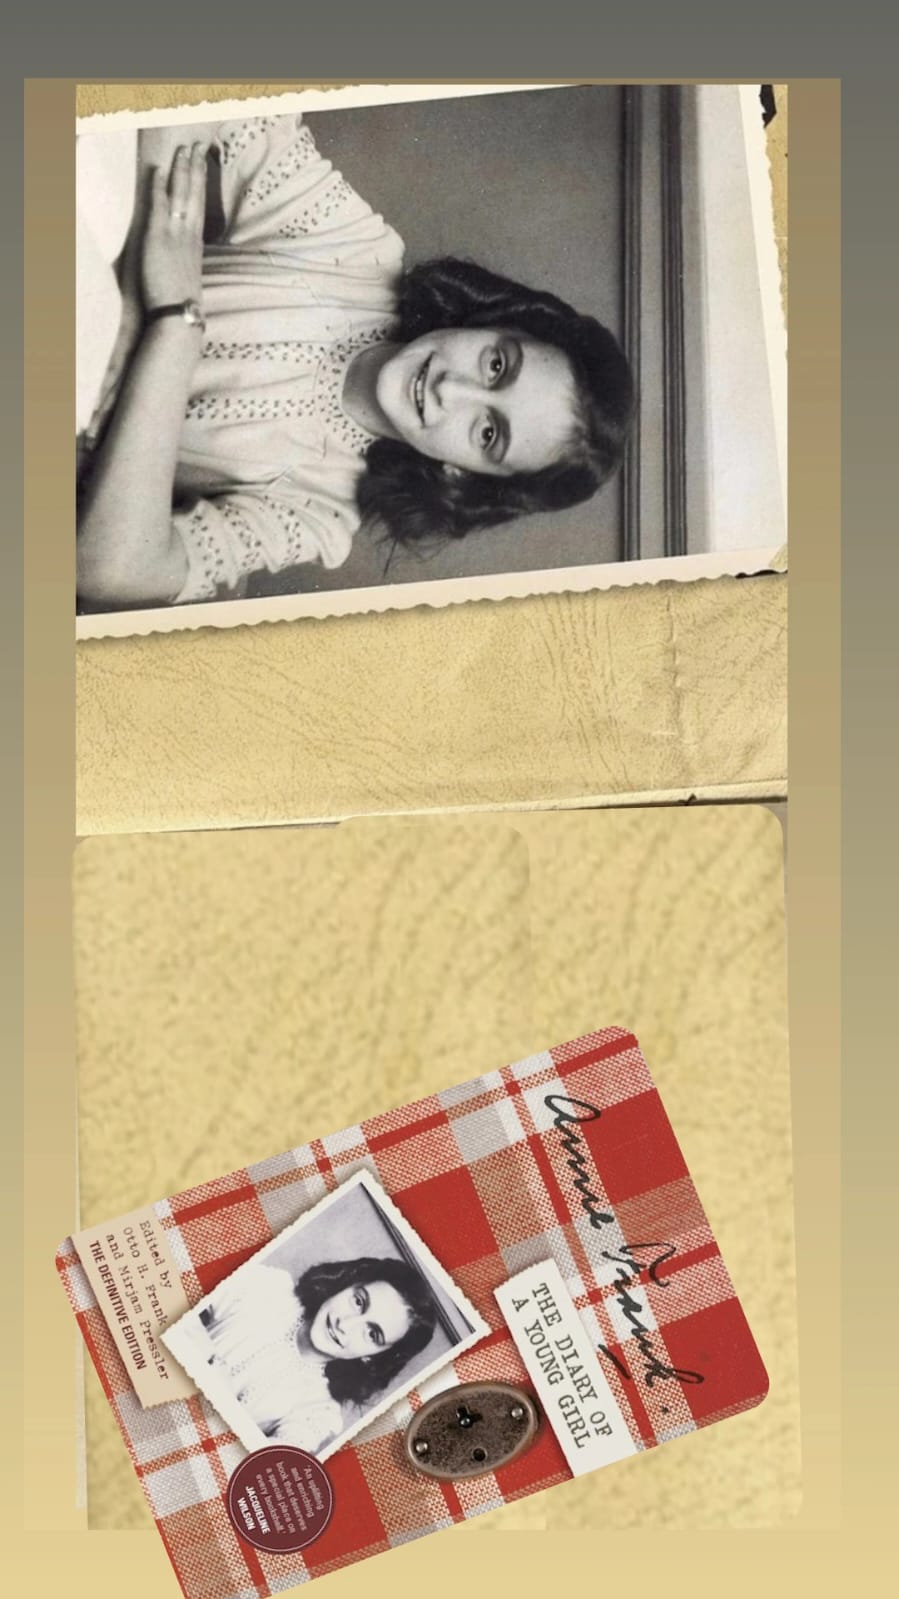 Anne Frank.
THE DIARY OF
A YOUNG GIRL
'An uplifting
and enriching
book that deserves
a special place on
every bookshelf.'
JACQUELINE
WILSON
Edited by
Otto H. Frank
and Mirjam Pressler
THE DEFINITIVE EDITION